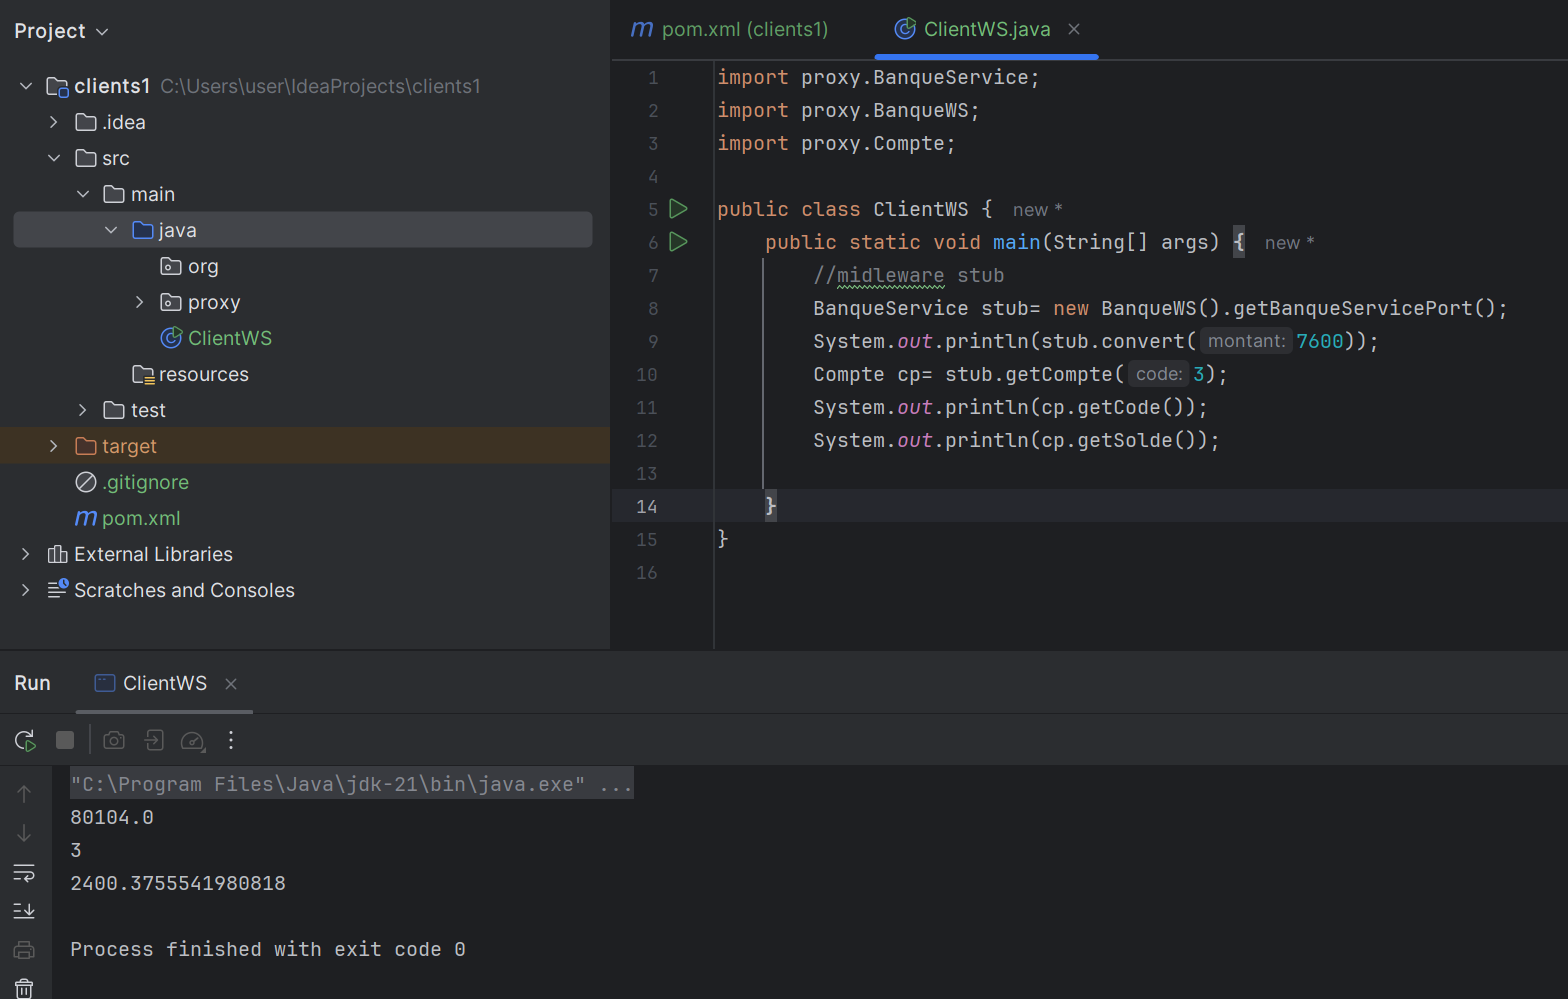 Project
clients1 C:\Users\user\IdeaProjects\clients1
.idea
src
main
java
org
proxy
ClientWS
resources
test
target
.gitignore
pom.xml
External Libraries
Scratches and Consoles
pom.xml (clients1)
ClientWS.java
1 import proxy.BanqueService;
2 import proxy.BanqueWS;
3 import proxy.Compte;
4
5 public class ClientWS { new *
6 public static void main(String[] args) { new *
7 //midleware stub
8 BanqueService stub= new BanqueWS().getBanqueServicePort();
9 System.out.println(stub.convert( montant: 7600));
10 Compte cp= stub.getCompte( code: 3);
11 System.out.println(cp.getCode());
12 System.out.println(cp.getSolde());
13
14 }
15 }
16
Run ClientWS
"C:\Program Files\Java\jdk-21\bin\java.exe" ...
80104.0
3
2400.3755541980818
Process finished with exit code 0